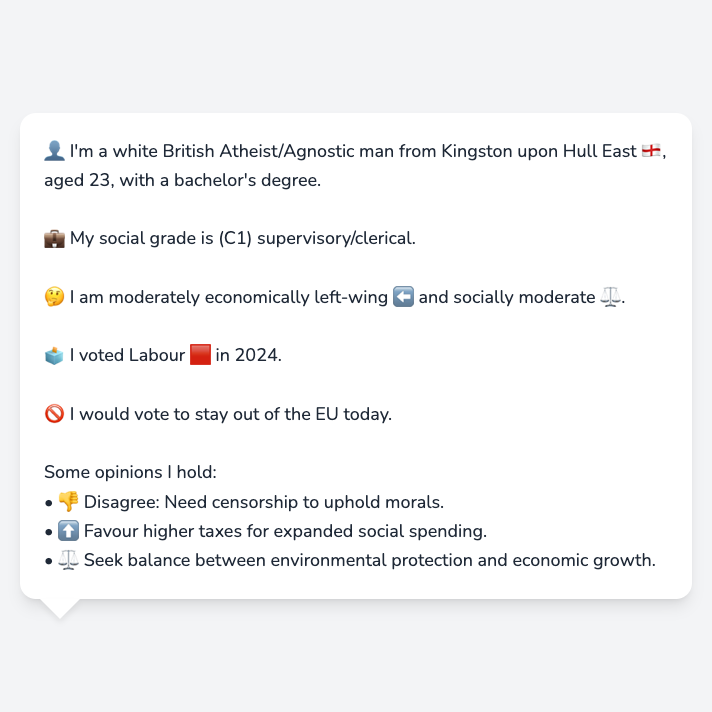 👤 I'm a white British Atheist/Agnostic man from Kingston upon Hull East 🏴󠁧󠁢󠁥󠁮󠁧󠁿,
aged 23, with a bachelor's degree.
💼 My social grade is (C1) supervisory/clerical.
🤔 I am moderately economically left-wing ⬅️ and socially moderate ⚖️.
🗳️ I voted Labour 🟥 in 2024.
🚫 I would vote to stay out of the EU today.
Some opinions I hold:
• 👎 Disagree: Need censorship to uphold morals.
• ⬆️ Favour higher taxes for expanded social spending.
• ⚖️ Seek balance between environmental protection and economic growth.